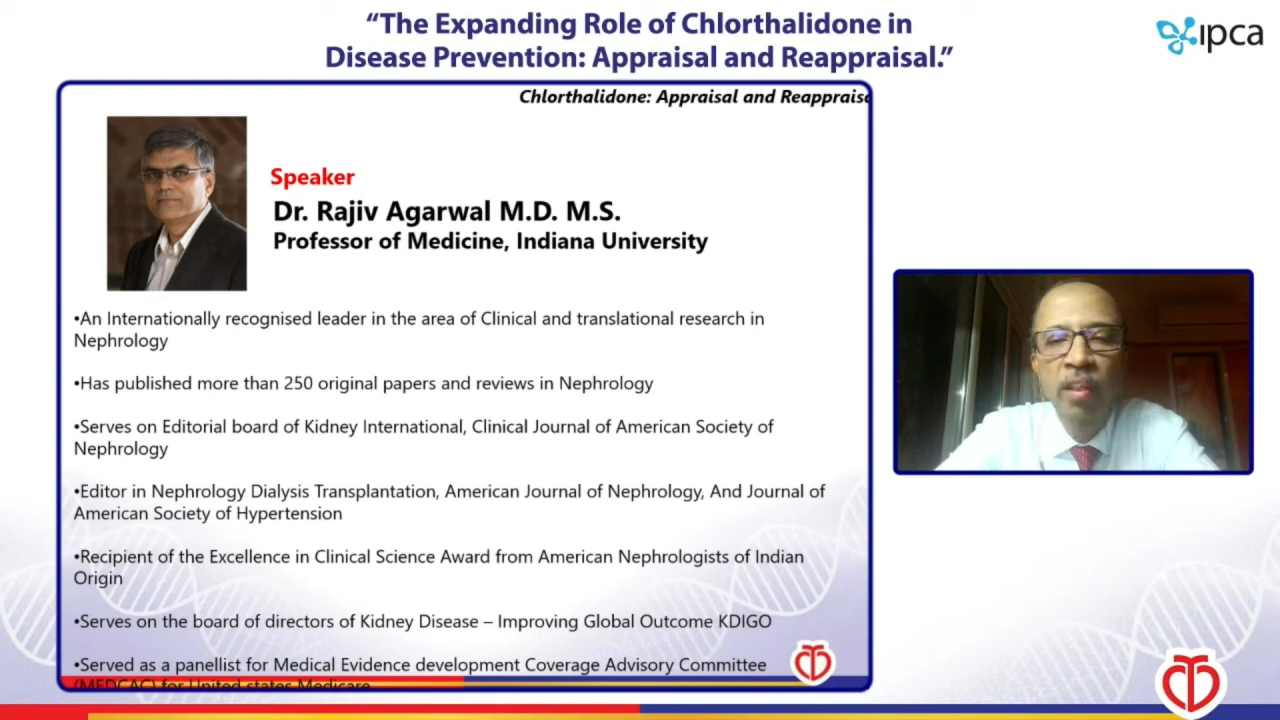 “The Expanding Role of Chlorthalidone in
Disease Prevention: Appraisal and Reappraisal.”
ipca
Chlorthalidone: Appraisal and Reappraisa
Speaker
Dr. Rajiv Agarwal M.D. M.S.
Professor of Medicine, Indiana University
•An Internationally recognised leader in the area of Clinical and translational research in
Nephrology
•Has published more than 250 original papers and reviews in Nephrology
•Serves on Editorial board of Kidney International, Clinical Journal of American Society of
Nephrology
•Editor in Nephrology Dialysis Transplantation, American Journal of Nephrology, And Journal of
American Society of Hypertension
•Recipient of the Excellence in Clinical Science Award from American Nephrologists of Indian
Origin
•Serves on the board of directors of Kidney Disease – Improving Global Outcome KDIGO
•Served as a panellist for Medical Evidence development Coverage Advisory Committee
(MEDCAC) for United states Medicare